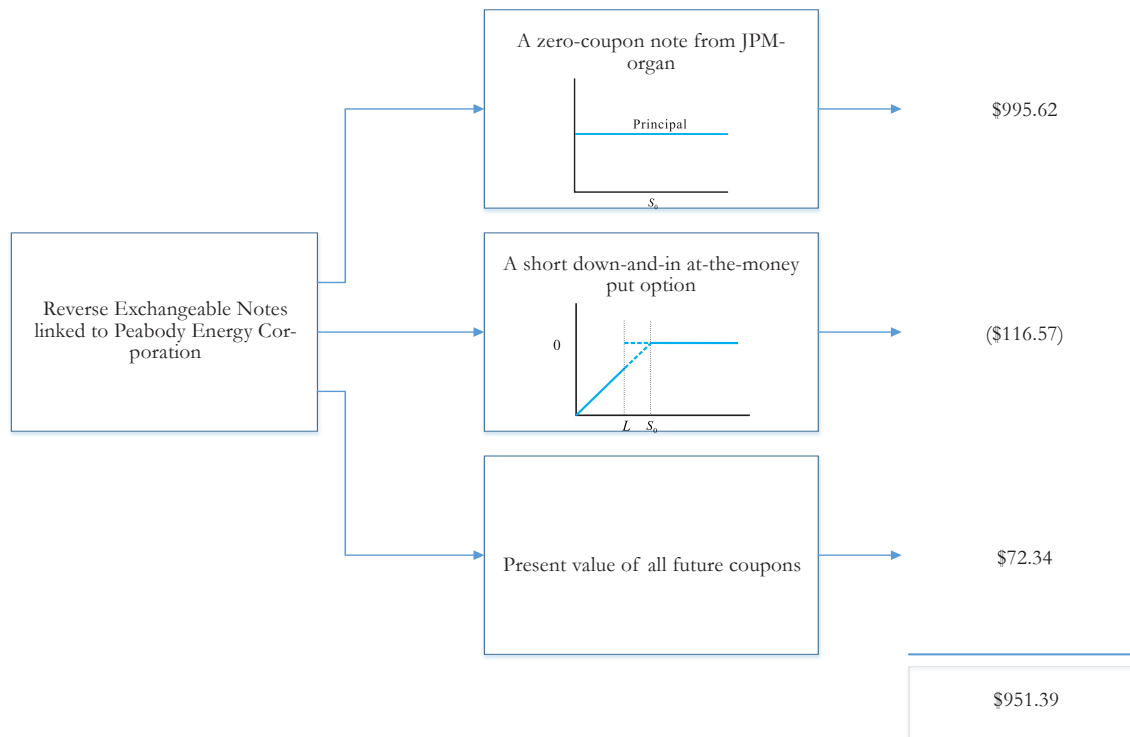 A zero-coupon note from JPM-
organ
Principal
S₀
$995.62
Reverse Exchangeable Notes
linked to Peabody Energy Cor-
poration
A short down-and-in at-the-money
put option
0
L S₀
($116.57)
Present value of all future coupons
$72.34
$951.39